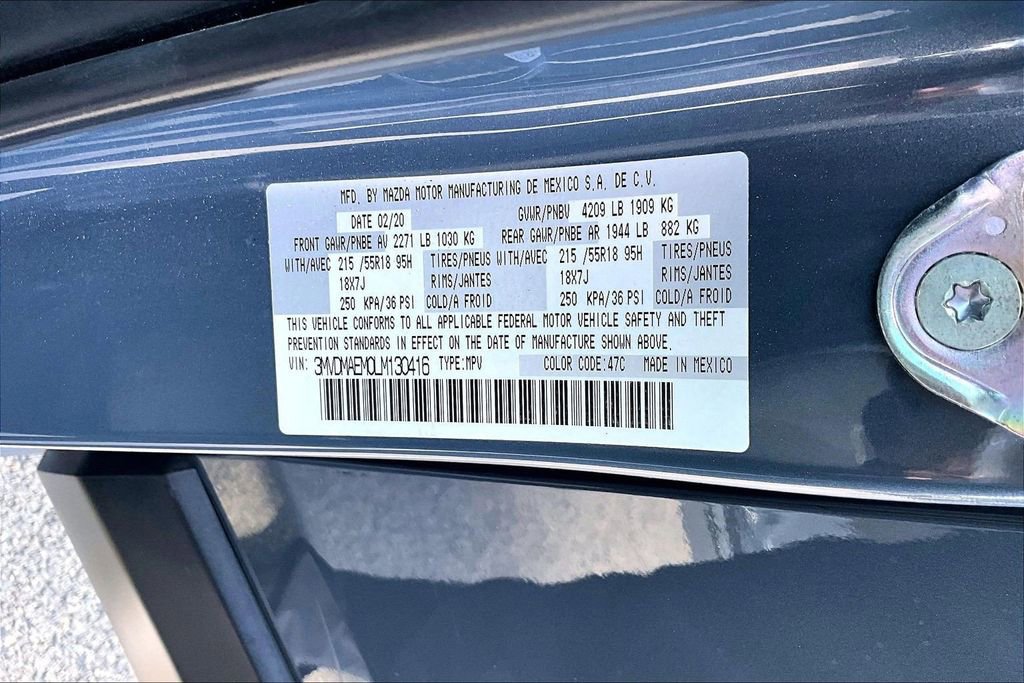 MFD. BY MAZDA MOTOR MANUFACTURING DE MEXICO S.A. DE C.V.
DATE 02/20 GVWR/PNBV 4209 LB 1909 KG
FRONT GAWR/PNBE AV 2271 LB 1030 KG REAR GAWR/PNBE AR 1944 LB 882 KG
WITH/AVEC 215 /55R18 95H TIRES/PNEUS WITH/AVEC 215 /55R18 95H TIRES/PNEUS
18X7J RIMS/JANTES 18X7J RIMS/JANTES
250 KPA/36 PSI COLD/A FROID 250 KPA/36 PSI COLD/A FROID
THIS VEHICLE CONFORMS TO ALL APPLICABLE FEDERAL MOTOR VEHICLE SAFETY AND THEFT
PREVENTION STANDARDS IN EFFECT ON THE DATE OF MANUFACTURE SHOWN ABOVE.
VIN: 3MVDMAEM0LM130416 TYPE:MPV COLOR CODE:47C MADE IN MEXICO